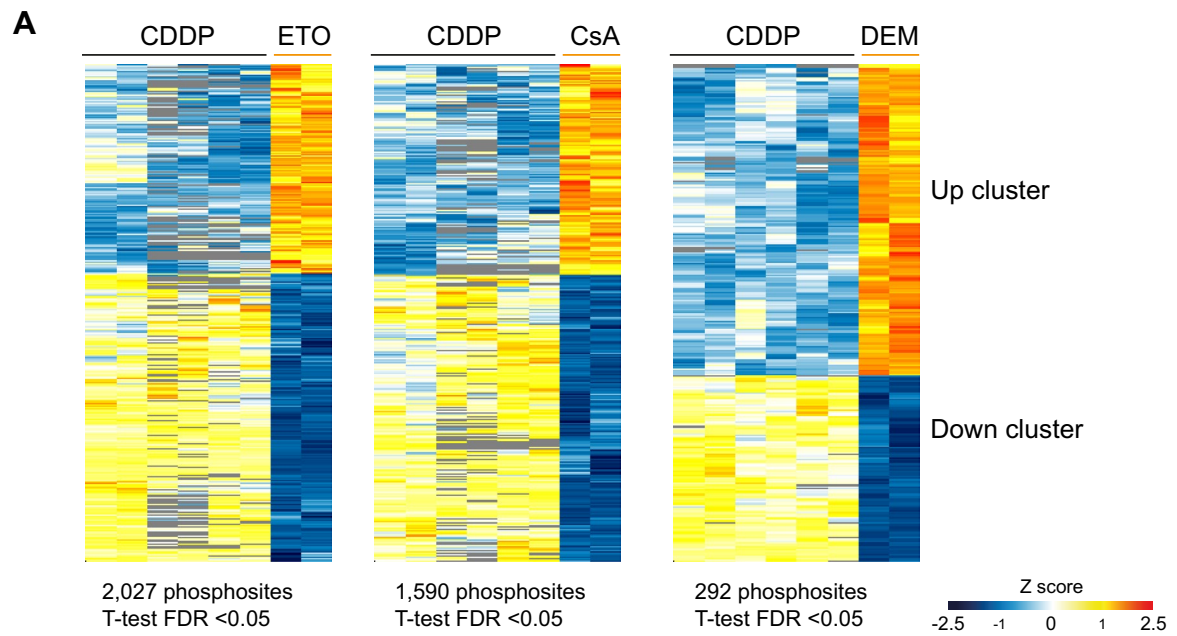 A
CDDP ETO
CDDP CsA
CDDP DEM
Up cluster
Down cluster
2,027 phosphosites
T-test FDR <0.05
1,590 phosphosites
T-test FDR <0.05
292 phosphosites
T-test FDR <0.05
Z score
-2.5 -1 0 1 2.5